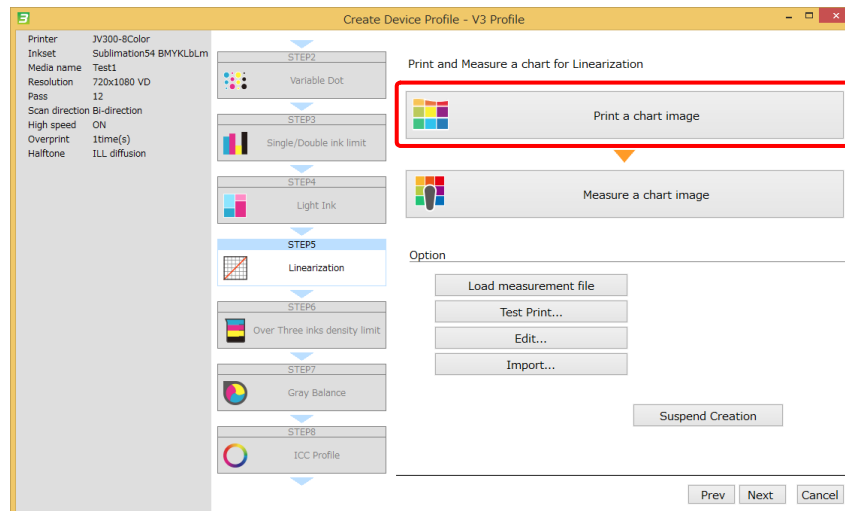 Create Device Profile - V3 Profile
Printer JV300-8Color
Inkset Sublimation54 BMYKLbLm
Media name Test1
Resolution 720x1080 VD
Pass 12
Scan direction Bi-direction
High speed ON
Overprint 1time(s)
Halftone ILL diffusion
STEP2
Variable Dot
STEP3
Single/Double ink limit
STEP4
Light Ink
STEP5
Linearization
STEP6
Over Three inks density limit
STEP7
Gray Balance
STEP8
ICC Profile
Print and Measure a chart for Linearization
Print a chart image
Measure a chart image
Option
Load measurement file
Test Print...
Edit...
Import...
Suspend Creation
Prev Next Cancel